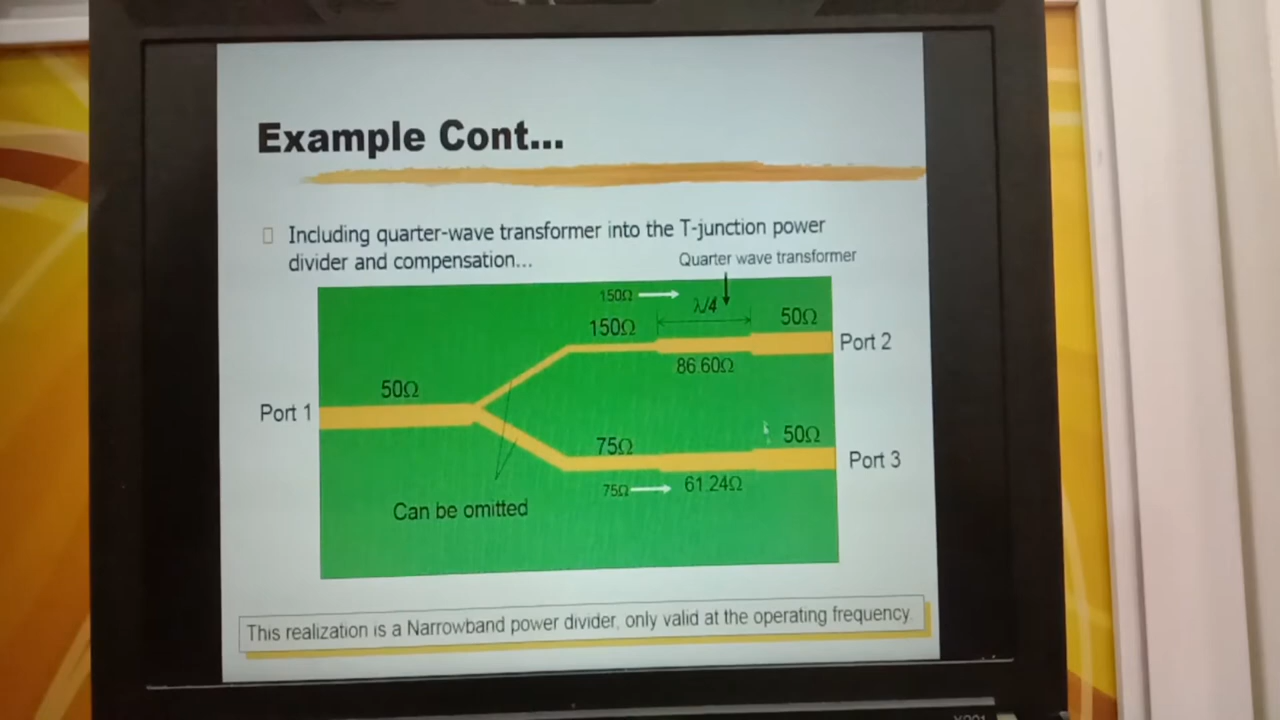 Example Cont...
Including quarter-wave transformer into the T-junction power
divider and compensation...
Quarter wave transformer
150Ω
λ/4
150Ω
50Ω
Port 2
86.60Ω
50Ω
Port 1
75Ω
50Ω
Port 3
75Ω
61.24Ω
Can be omitted
This realization is a Narrowband power divider, only valid at the operating frequency.